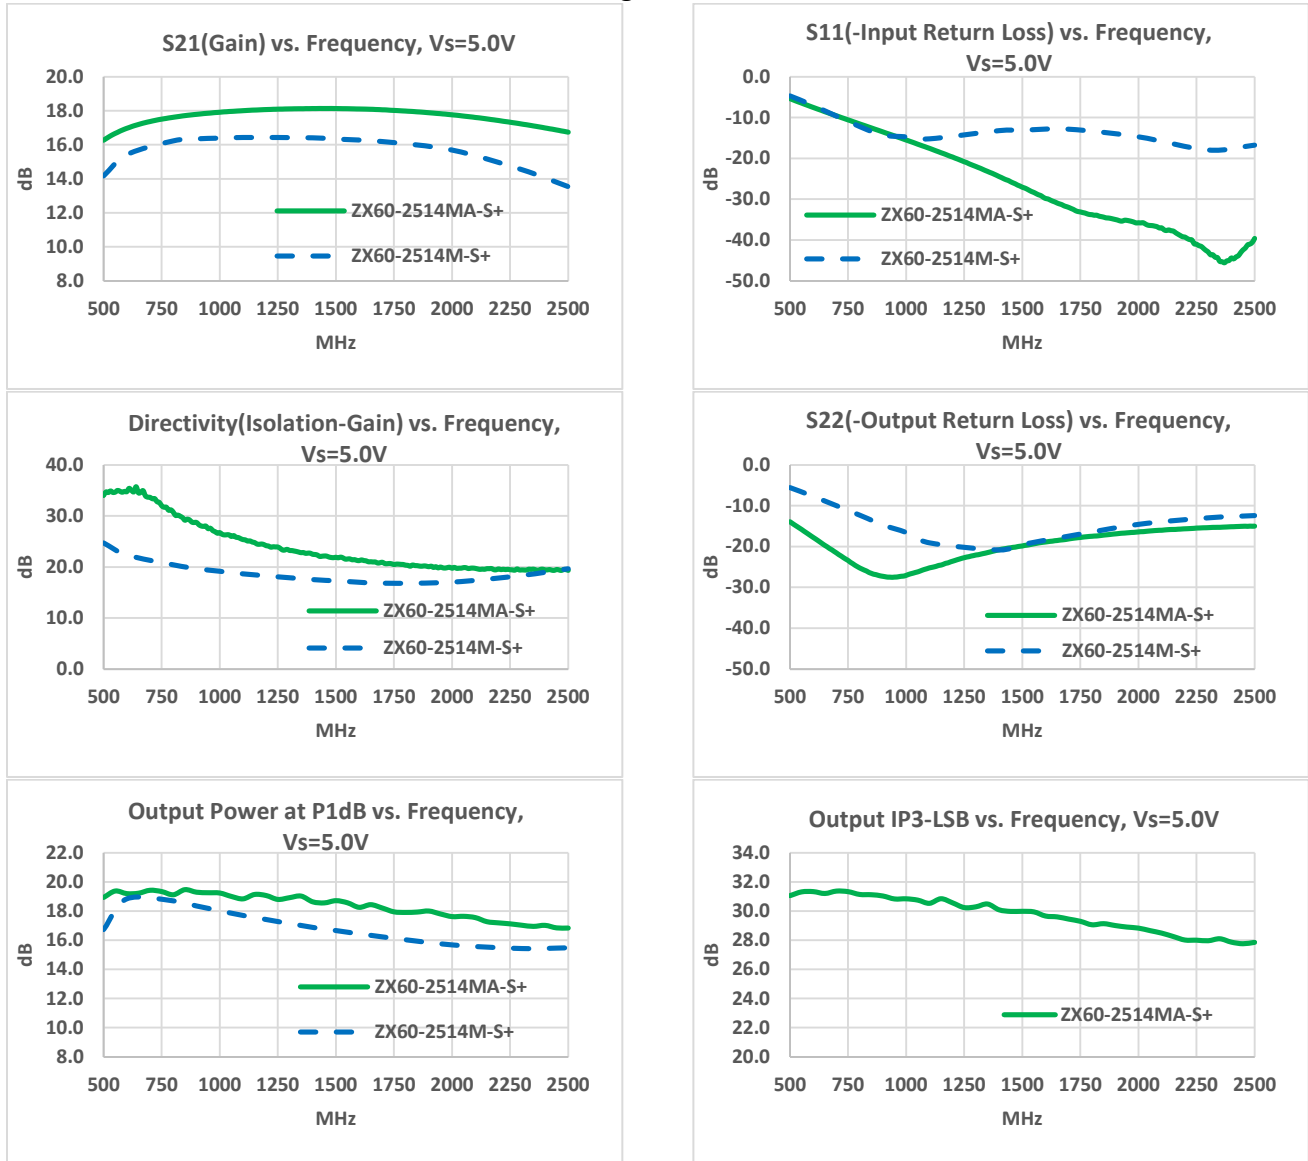 S21(Gain) vs. Frequency, Vs=5.0V
20.0
18.0
16.0
14.0
12.0
10.0
8.0
dB
500 750 1000 1250 1500 1750 2000 2250 2500
MHz
ZX60-2514MA-S+
ZX60-2514M-S+
S11(-Input Return Loss) vs. Frequency,
Vs=5.0V
0.0
-10.0
-20.0
-30.0
-40.0
-50.0
dB
500 750 1000 1250 1500 1750 2000 2250 2500
MHz
ZX60-2514MA-S+
ZX60-2514M-S+
Directivity(Isolation-Gain) vs. Frequency,
Vs=5.0V
40.0
30.0
20.0
10.0
0.0
dB
500 750 1000 1250 1500 1750 2000 2250 2500
MHz
ZX60-2514MA-S+
ZX60-2514M-S+
S22(-Output Return Loss) vs. Frequency,
Vs=5.0V
0.0
-10.0
-20.0
-30.0
-40.0
-50.0
dB
500 750 1000 1250 1500 1750 2000 2250 2500
MHz
ZX60-2514MA-S+
ZX60-2514M-S+
Output Power at P1dB vs. Frequency,
Vs=5.0V
22.0
20.0
18.0
16.0
14.0
12.0
10.0
8.0
dB
500 750 1000 1250 1500 1750 2000 2250 2500
MHz
ZX60-2514MA-S+
ZX60-2514M-S+
Output IP3-LSB vs. Frequency, Vs=5.0V
34.0
32.0
30.0
28.0
26.0
24.0
22.0
20.0
dB
500 750 1000 1250 1500 1750 2000 2250 2500
MHz
ZX60-2514MA-S+